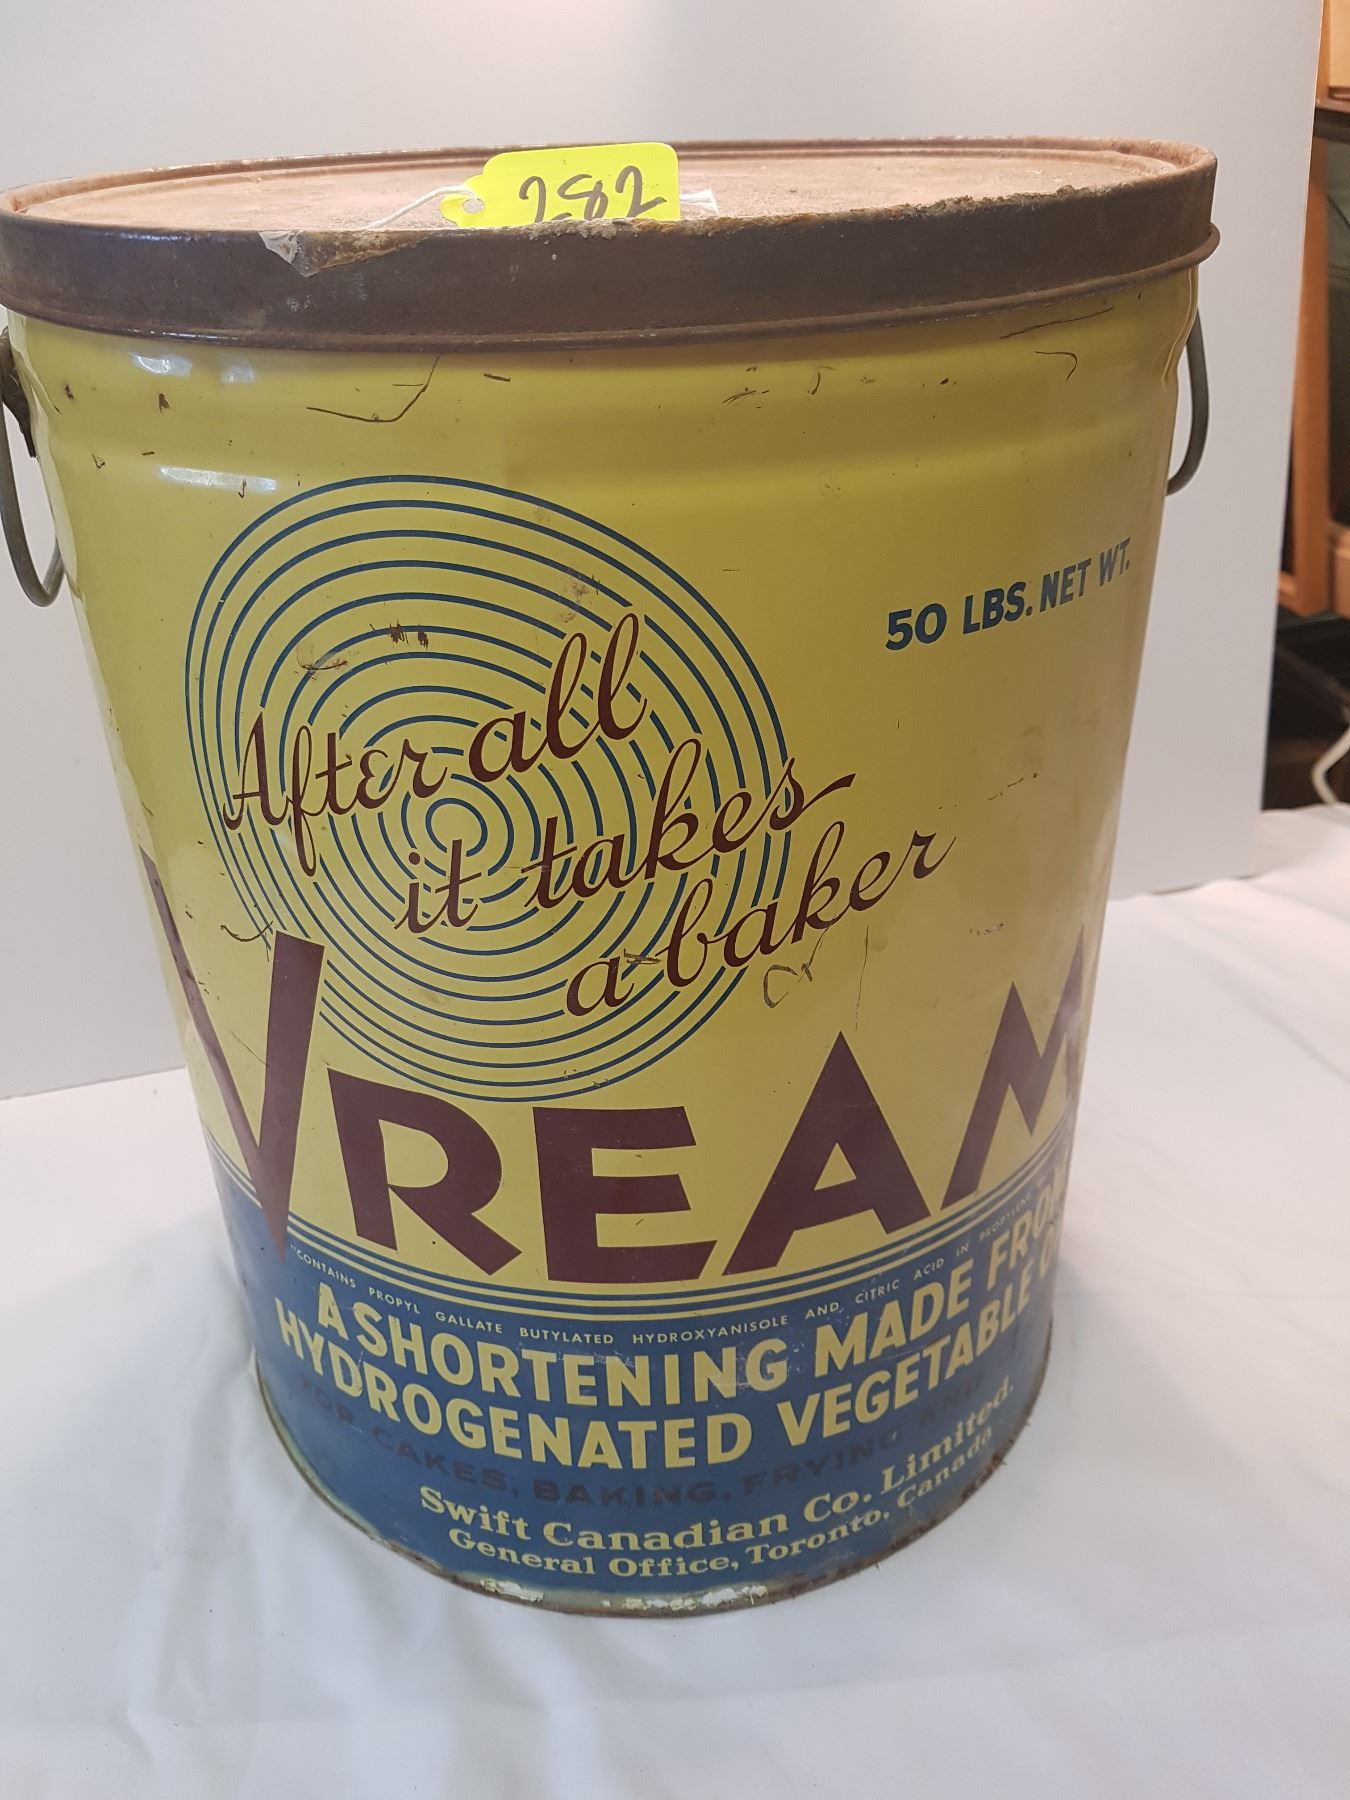 282
50 LBS. NET WT.
After all
it takes
a baker
VREAM
"CONTAINS PROPYL GALLATE BUTYLATED HYDROXYANISOLE AND CITRIC ACID IN PROPYLENE
A SHORTENING MADE FROM
HYDROGENATED VEGETABLE
FOR CAKES, BAKING, FRYING AND
Swift Canadian Co. Limited.
General Office, Toronto, Canada